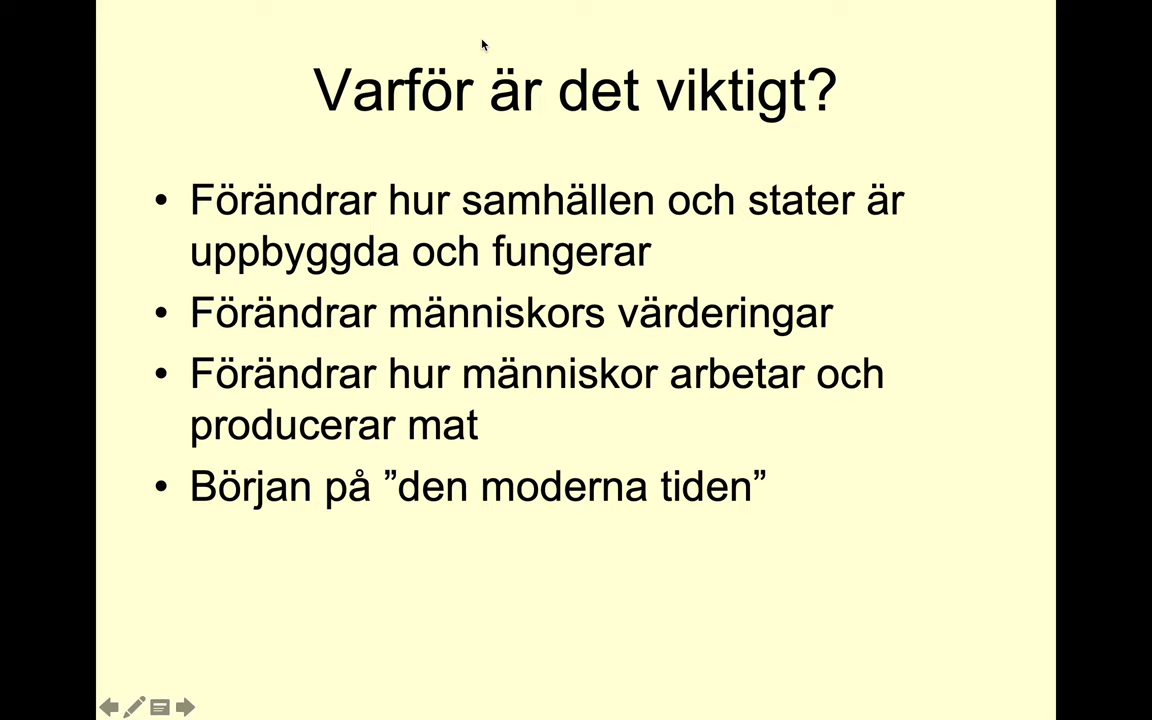 Varför är det viktigt?
• Förändrar hur samhällen och stater är
uppbyggda och fungerar
• Förändrar människors värderingar
• Förändrar hur människor arbetar och
producerar mat
• Början på ”den moderna tiden”